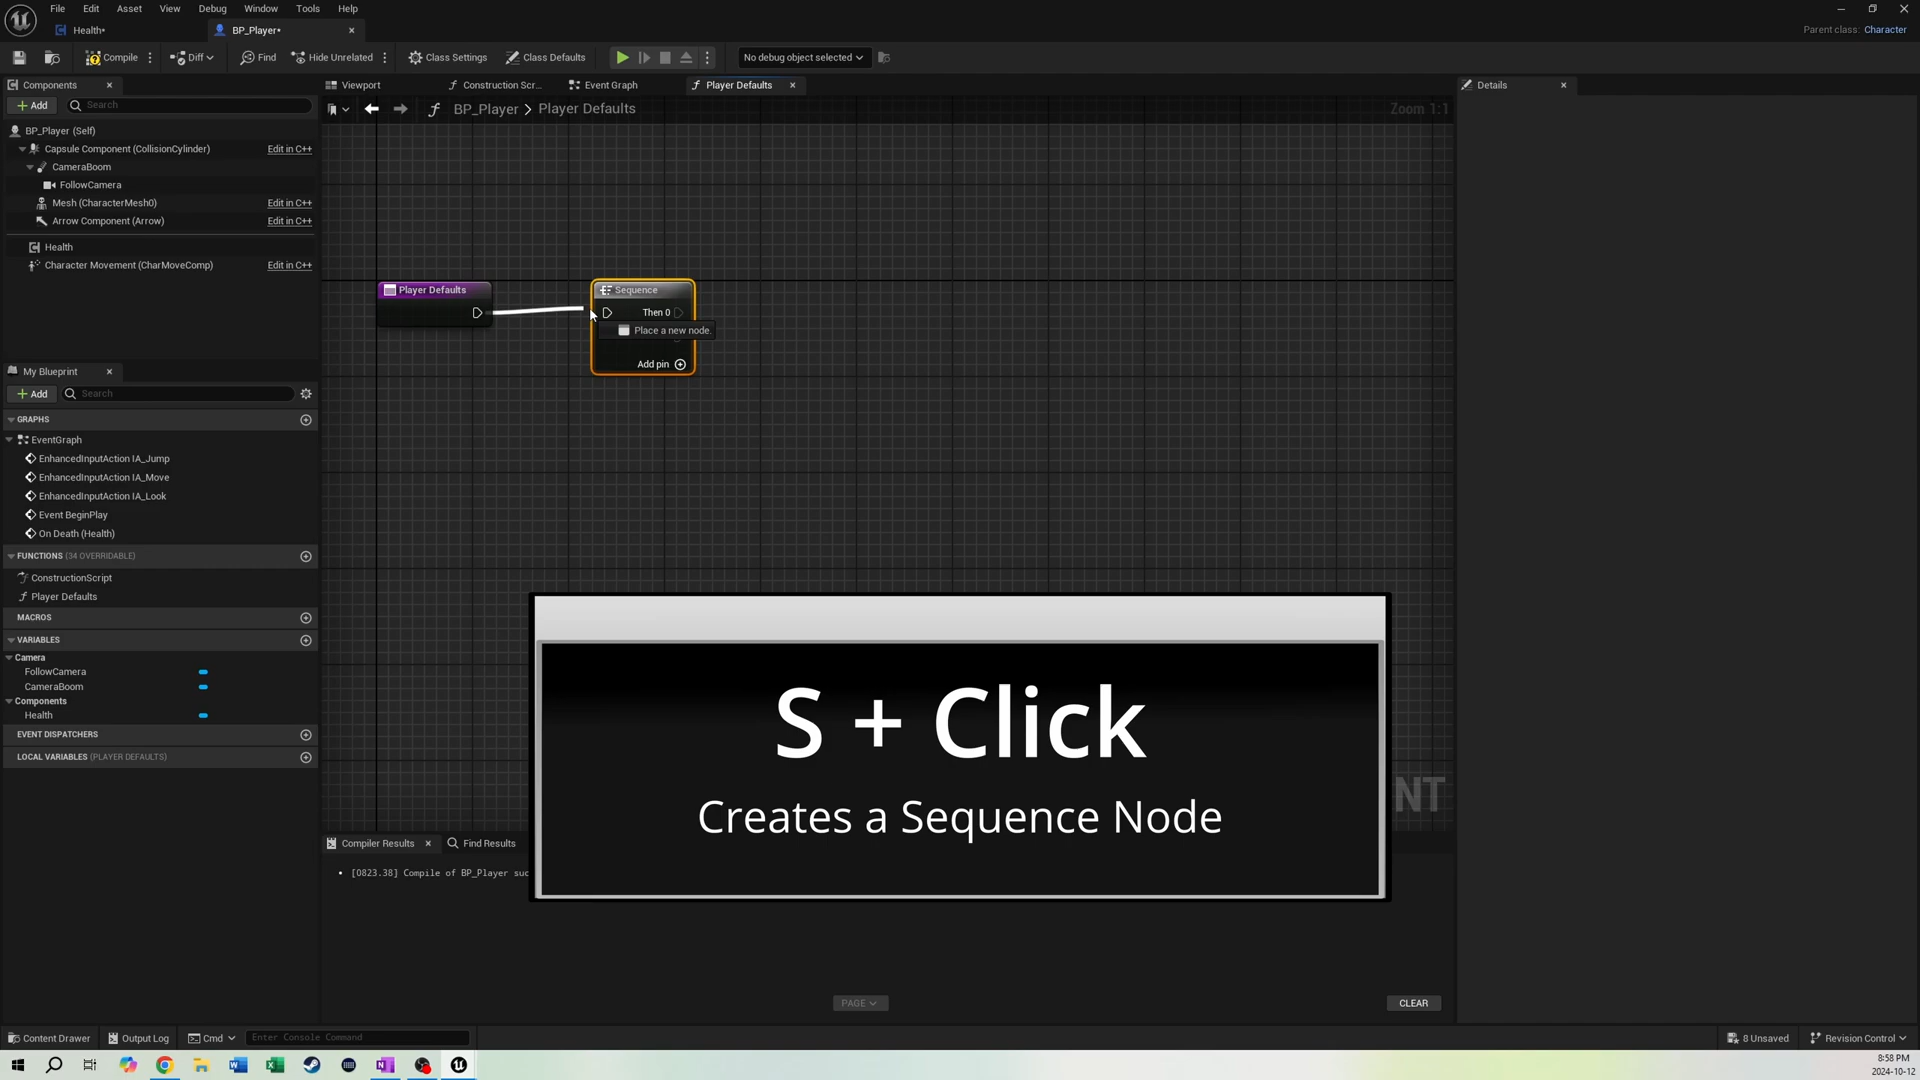 File Edit Asset View Debug Window Tools Help
Health*
BP_Player*
Parent class: Character
Compile
Diff
Find
Hide Unrelated
Class Settings
Class Defaults
No debug object selected
Components
Viewport
Construction Scr...
Event Graph
Player Defaults
Details
Add
Search
BP_Player > Player Defaults
Zoom 1:1
BP_Player (Self)
Capsule Component (CollisionCylinder) Edit in C++
CameraBoom
FollowCamera
Mesh (CharacterMesh0) Edit in C++
Arrow Component (Arrow) Edit in C++
Health
Character Movement (CharMoveComp) Edit in C++
Player Defaults
Sequence
Then 0
Place a new node.
Add pin
My Blueprint
Add
Search
GRAPHS
EventGraph
EnhancedInputAction IA_Jump
EnhancedInputAction IA_Move
EnhancedInputAction IA_Look
Event BeginPlay
On Death (Health)
FUNCTIONS (34 OVERRIDABLE)
ConstructionScript
Player Defaults
MACROS
VARIABLES
Camera
FollowCamera
CameraBoom
Components
Health
EVENT DISPATCHERS
LOCAL VARIABLES (PLAYER DEFAULTS)
S + Click
Creates a Sequence Node
NT
Compiler Results
Find Results
[0823.38] Compile of BP_Player suc
PAGE
CLEAR
Content Drawer
Output Log
Cmd
Enter Console Command
8 Unsaved
Revision Control
8:58 PM
2024-10-12